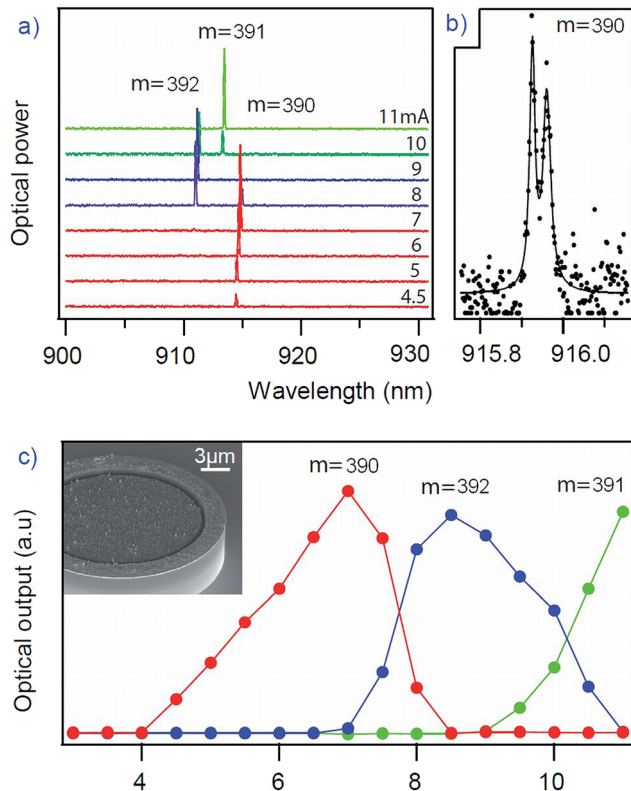 a)
m=391
m=392
m=390
11mA
10
9
8
7
6
5
4.5
Optical power
900 910 920 930
Wavelength (nm)
b)
m=390
915.8 916.0
c)
3μm
m=390
m=392
m=391
Optical output (a.u)
4 6 8 10